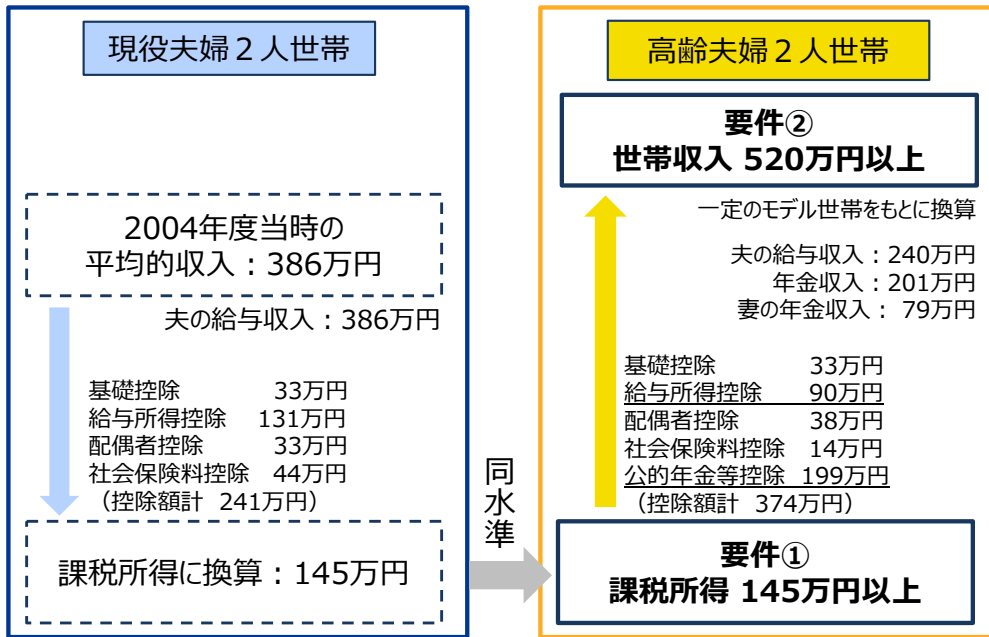 現役夫婦２人世帯
2004年度当時の
平均的収入：386万円
夫の給与収入：386万円
基礎控除 33万円
給与所得控除 131万円
配偶者控除 33万円
社会保険料控除 44万円
（控除額計 241万円）
課税所得に換算：145万円
同水準
高齢夫婦２人世帯
要件②
世帯収入 520万円以上
一定のモデル世帯をもとに換算
夫の給与収入：240万円
年金収入：201万円
妻の年金収入： 79万円
基礎控除 33万円
給与所得控除 90万円
配偶者控除 38万円
社会保険料控除 14万円
公的年金等控除 199万円
（控除額計 374万円）
要件①
課税所得 145万円以上